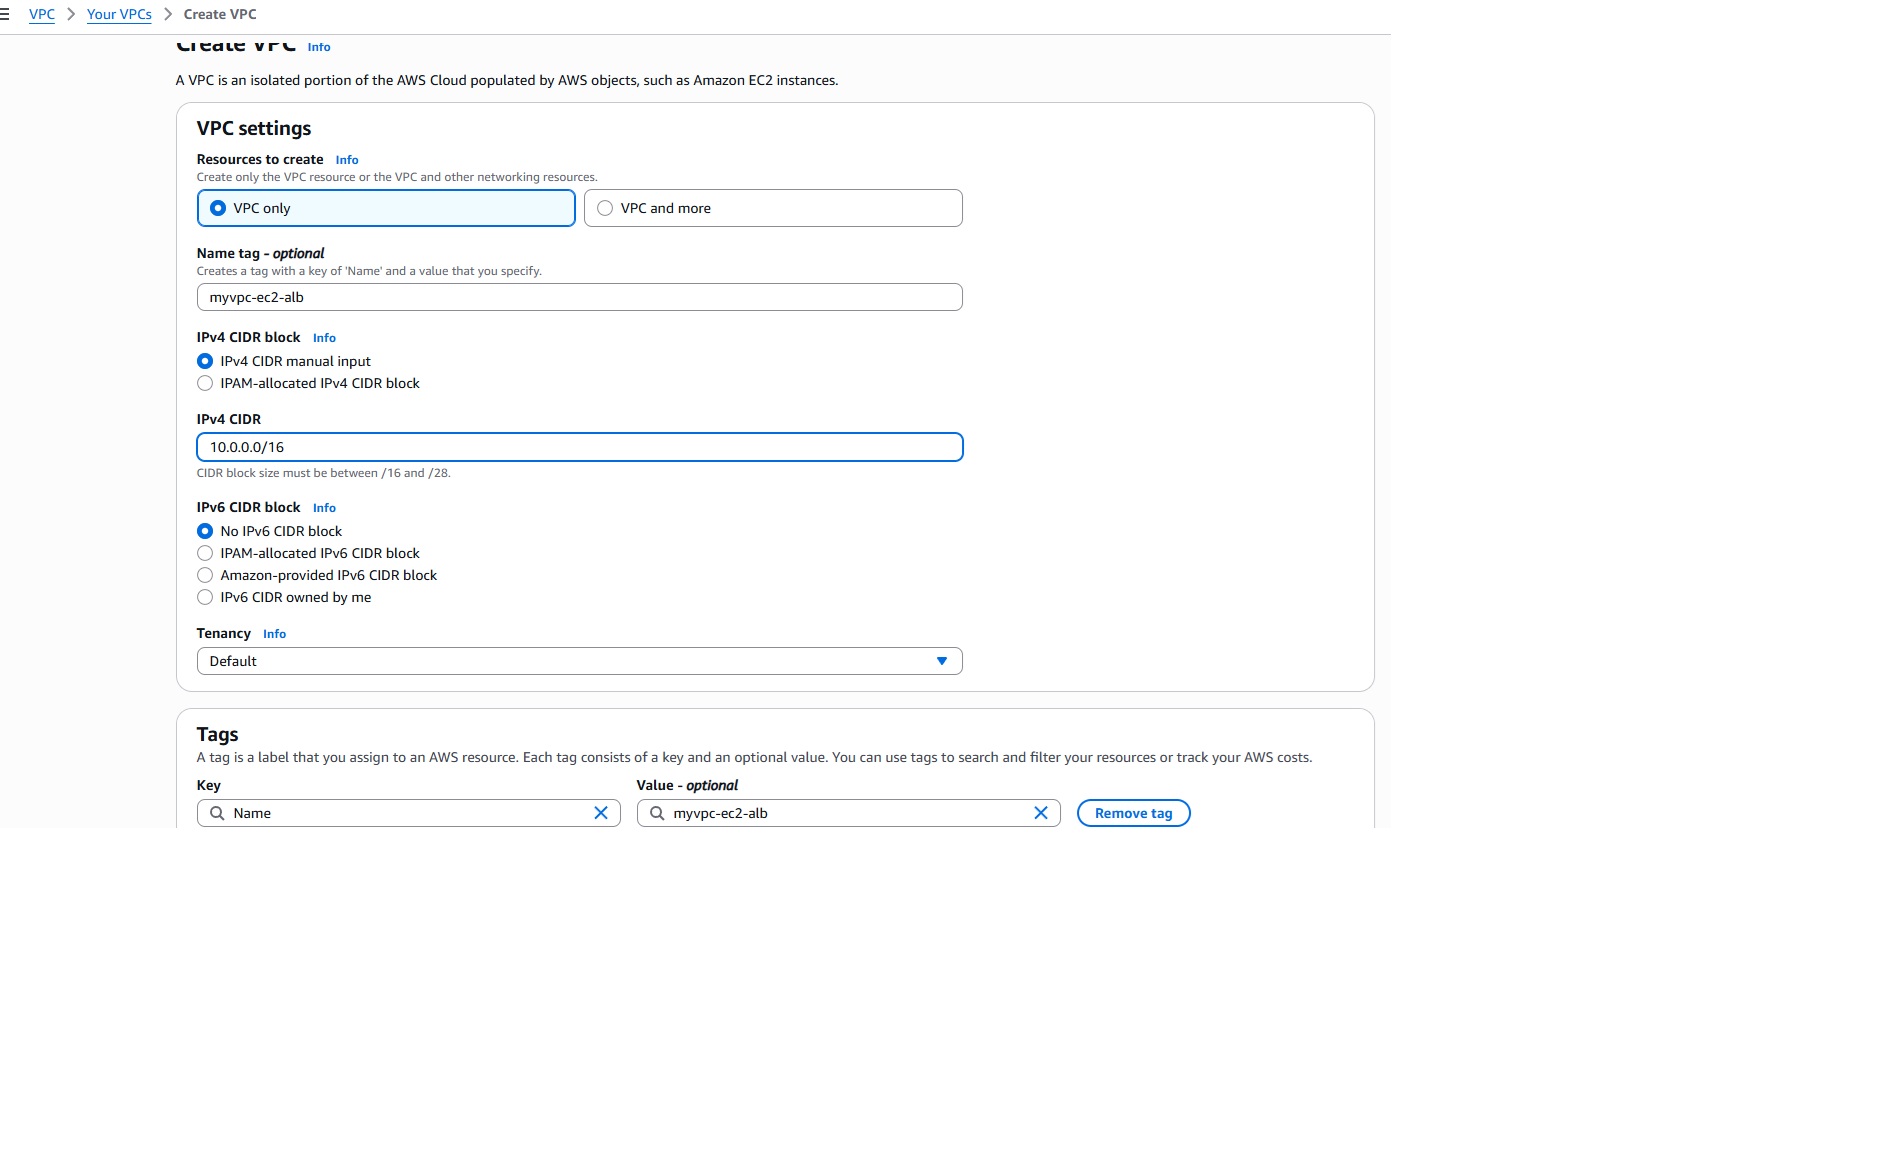 VPC > Your VPCs > Create VPC
Create VPC Info
A VPC is an isolated portion of the AWS Cloud populated by AWS objects, such as Amazon EC2 instances.
VPC settings
Resources to create Info
Create only the VPC resource or the VPC and other networking resources.
VPC only VPC and more
Name tag - optional
Creates a tag with a key of 'Name' and a value that you specify.
myvpc-ec2-alb
IPv4 CIDR block Info
IPv4 CIDR manual input
IPAM-allocated IPv4 CIDR block
IPv4 CIDR
10.0.0.0/16
CIDR block size must be between /16 and /28.
IPv6 CIDR block Info
No IPv6 CIDR block
IPAM-allocated IPv6 CIDR block
Amazon-provided IPv6 CIDR block
IPv6 CIDR owned by me
Tenancy Info
Default
Tags
A tag is a label that you assign to an AWS resource. Each tag consists of a key and an optional value. You can use tags to search and filter your resources or track your AWS costs.
Key Value - optional
Name myvpc-ec2-alb Remove tag